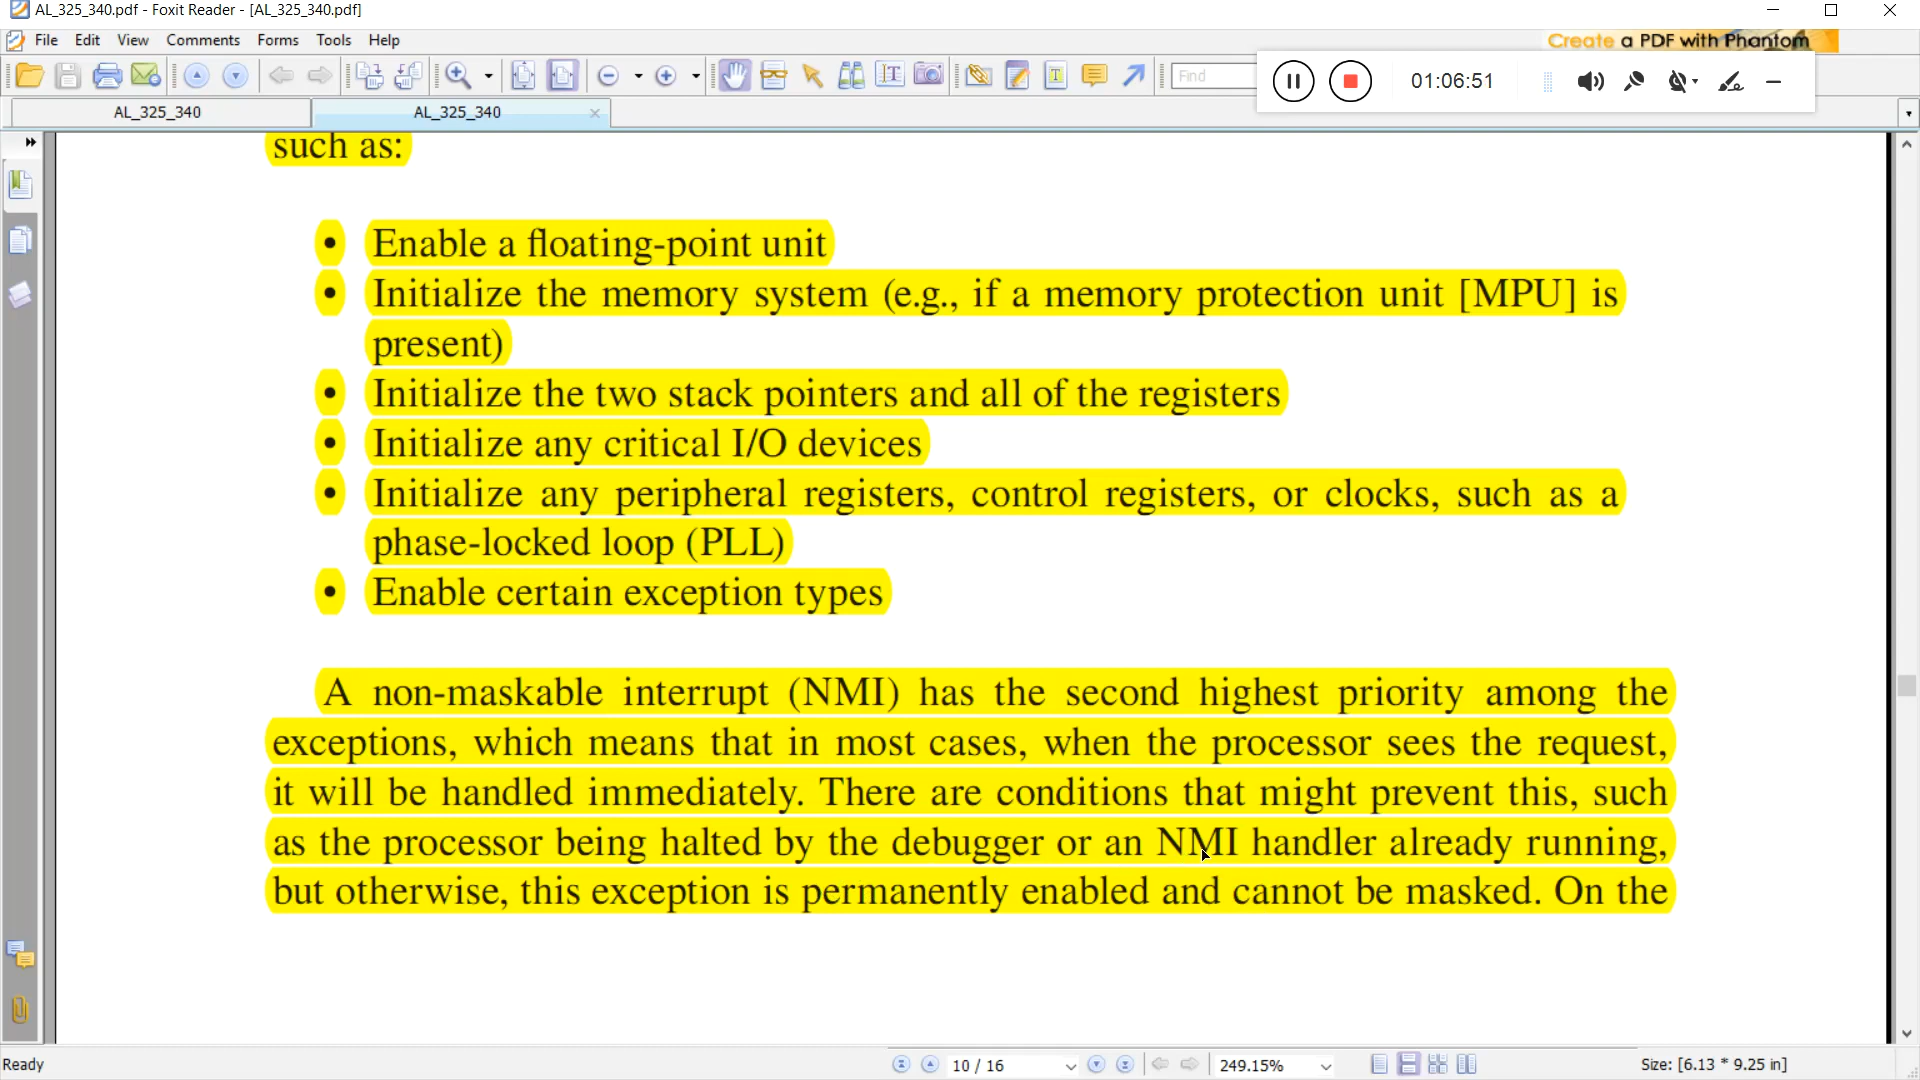 AL_325_340.pdf - Foxit Reader - [AL_325_340.pdf]
File Edit View Comments Forms Tools Help
Create a PDF with Phantom
Find
01:06:51
AL_325_340
AL_325_340
such as:
• Enable a floating-point unit
• Initialize the memory system (e.g., if a memory protection unit [MPU] is
present)
• Initialize the two stack pointers and all of the registers
• Initialize any critical I/O devices
• Initialize any peripheral registers, control registers, or clocks, such as a
phase-locked loop (PLL)
• Enable certain exception types
A non-maskable interrupt (NMI) has the second highest priority among the
exceptions, which means that in most cases, when the processor sees the request,
it will be handled immediately. There are conditions that might prevent this, such
as the processor being halted by the debugger or an NMI handler already running,
but otherwise, this exception is permanently enabled and cannot be masked. On the
Ready
10 / 16
249.15%
Size: [6.13 * 9.25 in]